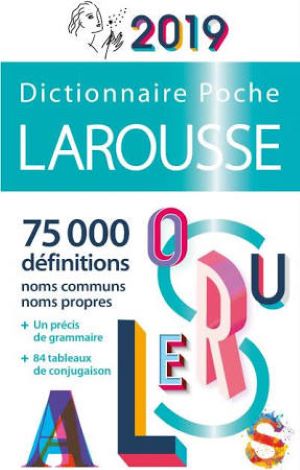 2019
Dictionnaire Poche
LAROUSSE
75 000
définitions
noms communs
noms propres
+ Un précis
de grammaire
+ 84 tableaux
de conjugaison
O
U
S
R
E
L
A
S